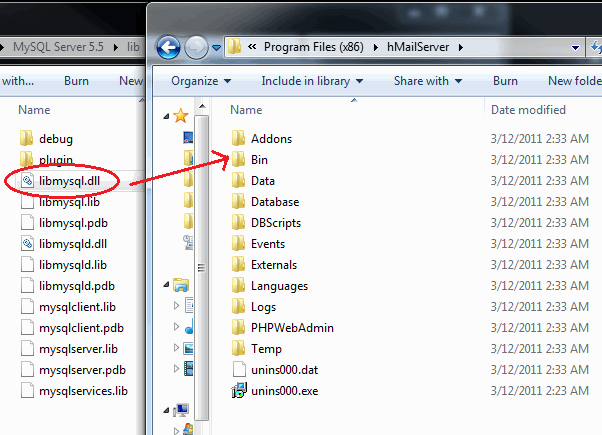 MySQL Server 5.5
lib
with...
Burn
New
Name
debug
plugin
libmysql.dll
libmysql.lib
libmysql.pdb
libmysqld.dll
libmysqld.lib
libmysqld.pdb
mysqlclient.lib
mysqlclient.pdb
mysqlserver.lib
mysqlserver.pdb
mysqlservices.lib
« Program Files (x86) hMailServer
Organize Include in library Share with Burn New folde
Name Date modified
Addons 3/12/2011 2:33 AM
Bin 3/12/2011 2:33 AM
Data 3/12/2011 2:33 AM
Database 3/12/2011 2:33 AM
DBScripts 3/12/2011 2:33 AM
Events 3/12/2011 2:33 AM
Externals 3/12/2011 2:33 AM
Languages 3/12/2011 2:33 AM
Logs 3/12/2011 2:33 AM
PHPWebAdmin 3/12/2011 2:33 AM
Temp 3/12/2011 2:33 AM
unins000.dat 3/12/2011 2:33 AM
unins000.exe 3/12/2011 2:23 AM